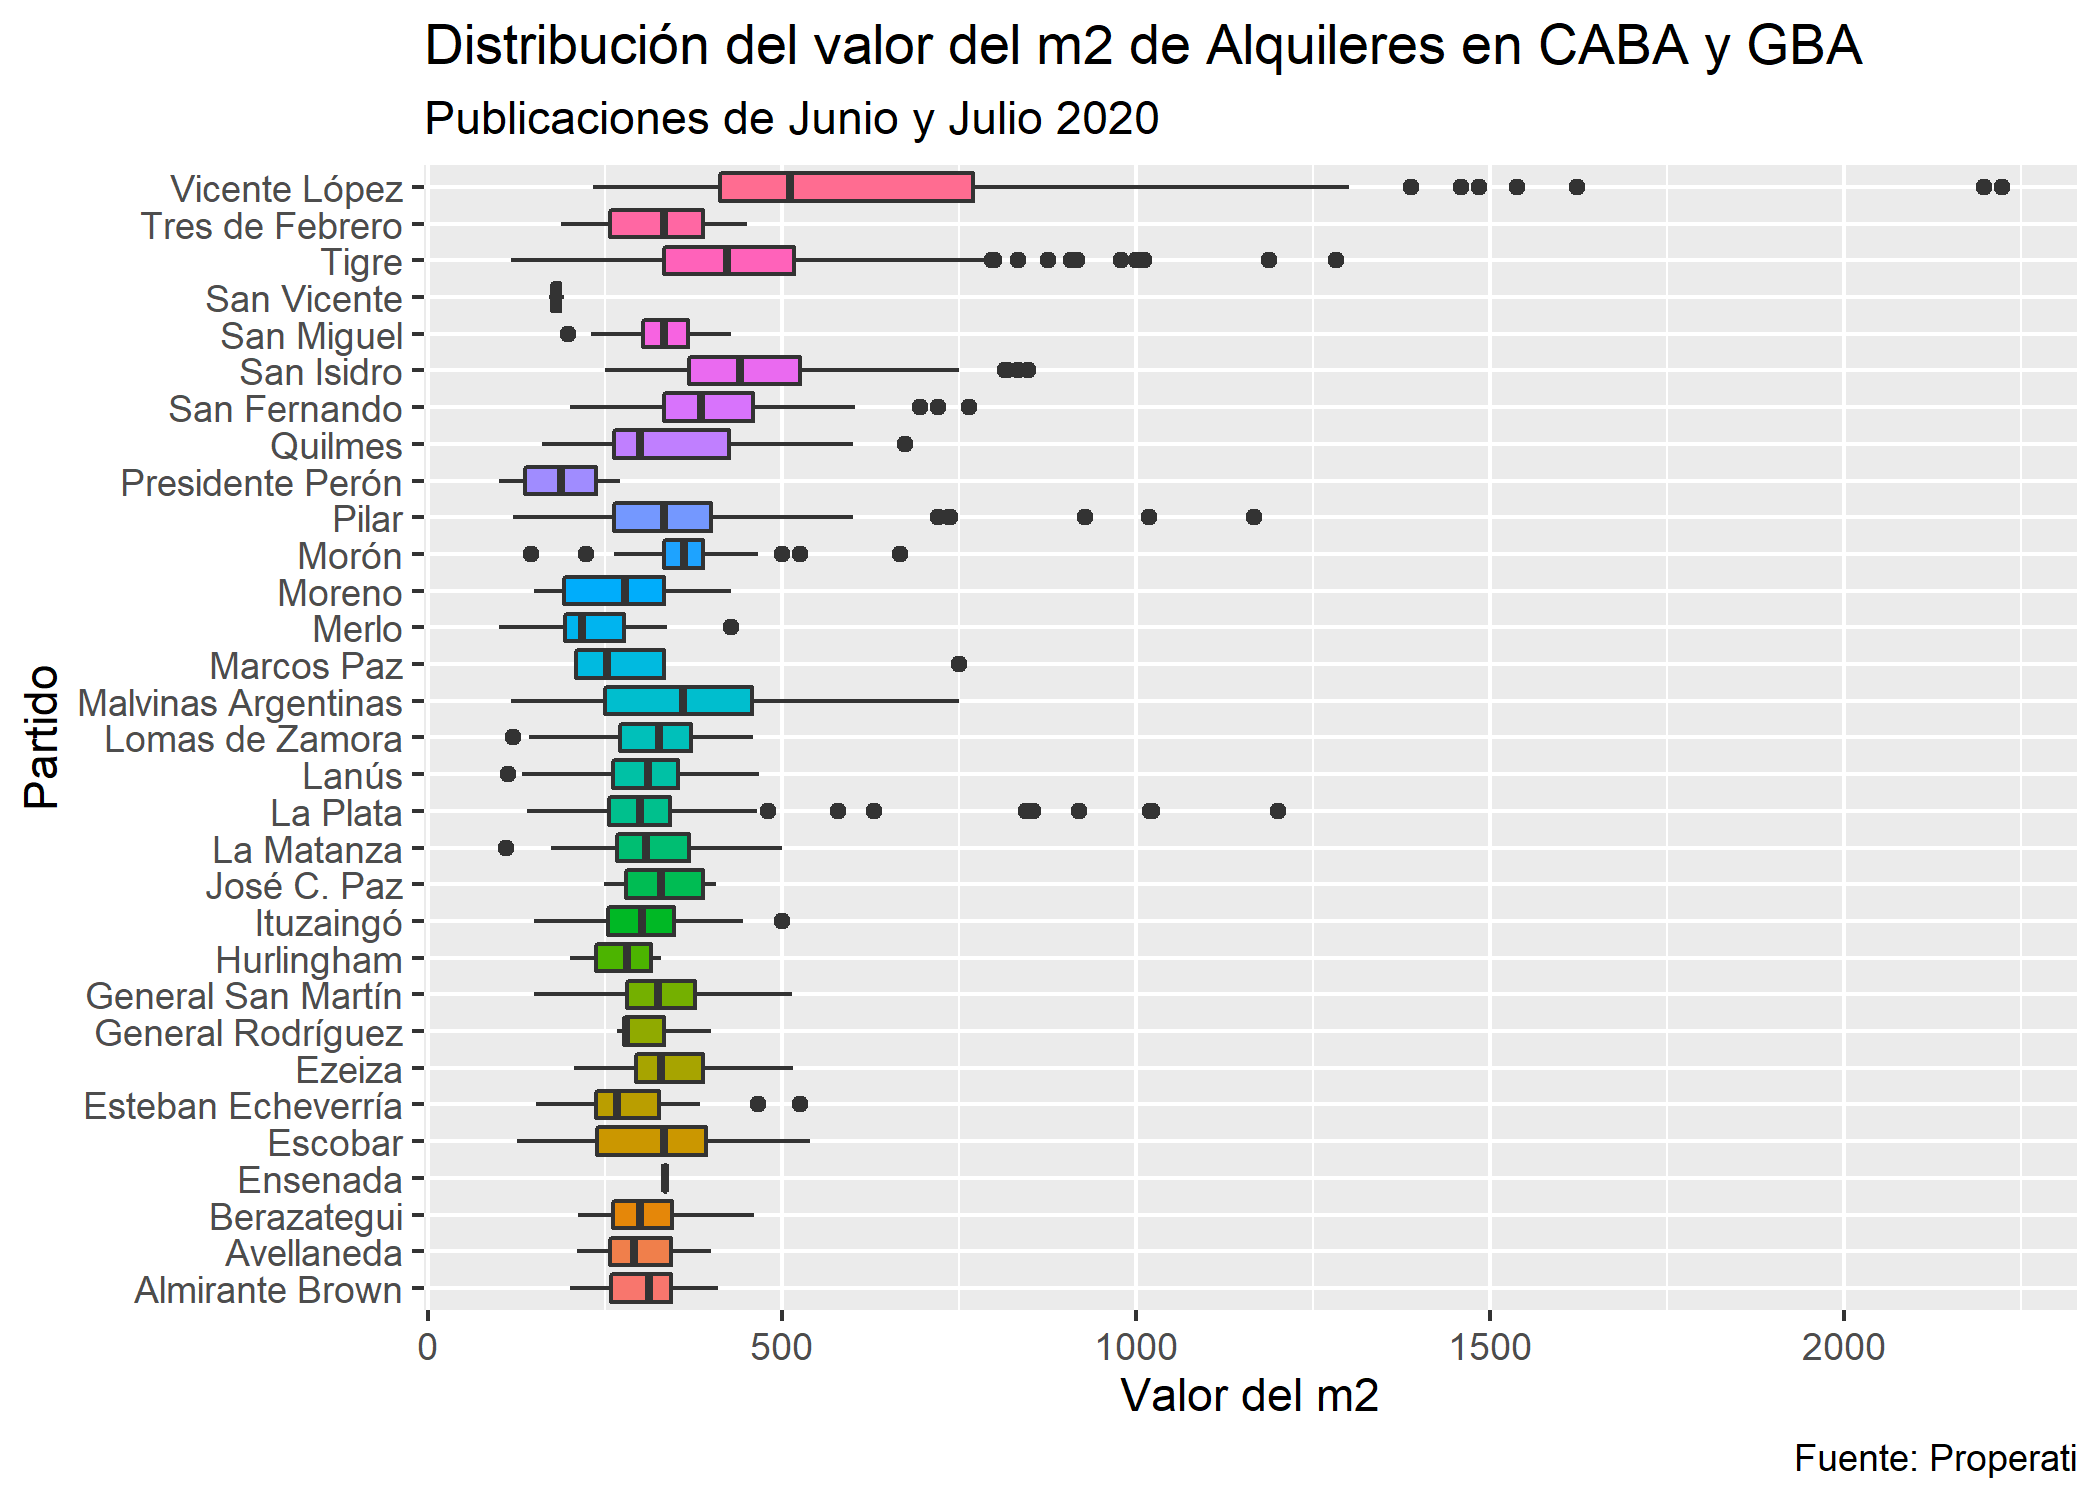 Distribución del valor del m2 de Alquileres en CABA y GBA
Publicaciones de Junio y Julio 2020
Partido
Vicente López
Tres de Febrero
Tigre
San Vicente
San Miguel
San Isidro
San Fernando
Quilmes
Presidente Perón
Pilar
Morón
Moreno
Merlo
Marcos Paz
Malvinas Argentinas
Lomas de Zamora
Lanús
La Plata
La Matanza
José C. Paz
Ituzaingó
Hurlingham
General San Martín
General Rodríguez
Ezeiza
Esteban Echeverría
Escobar
Ensenada
Berazategui
Avellaneda
Almirante Brown
0 500 1000 1500 2000
Valor del m2
Fuente: Properati